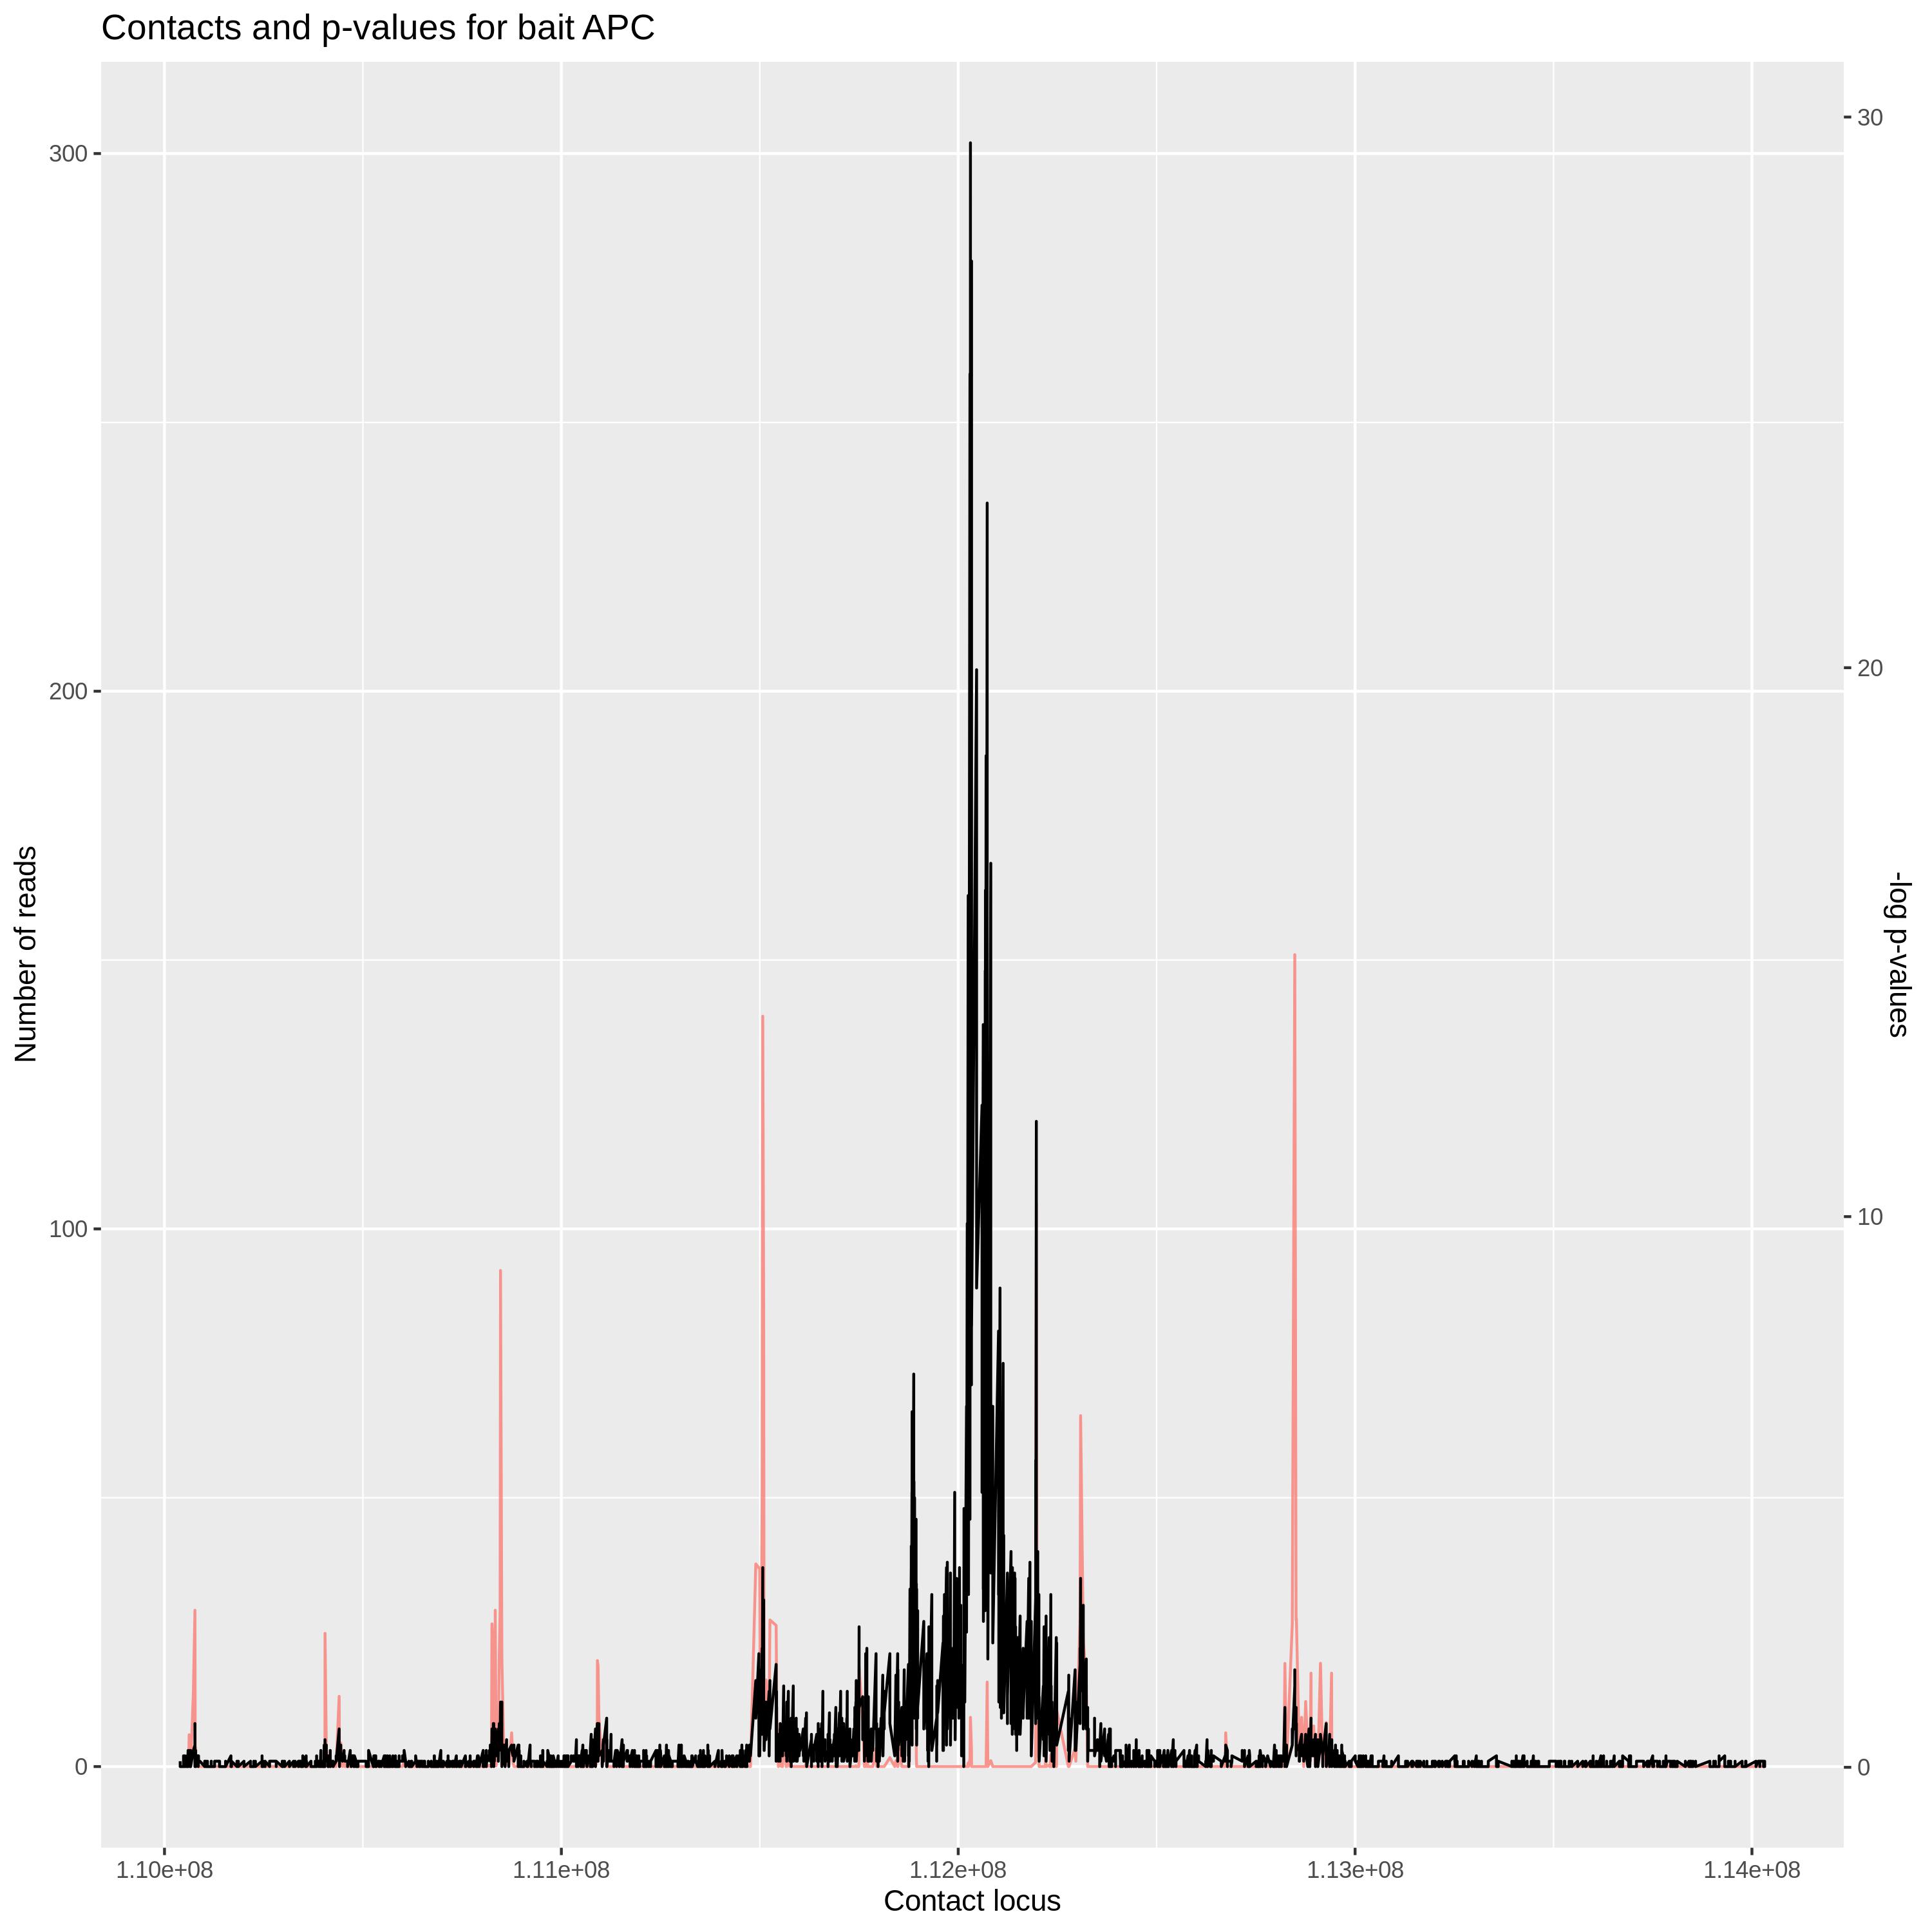 Contacts and p-values for bait APC
300
200
100
0
Number of reads
30
20
10
0
-log p-values
1.10e+08
1.11e+08
1.12e+08
1.13e+08
1.14e+08
Contact locus